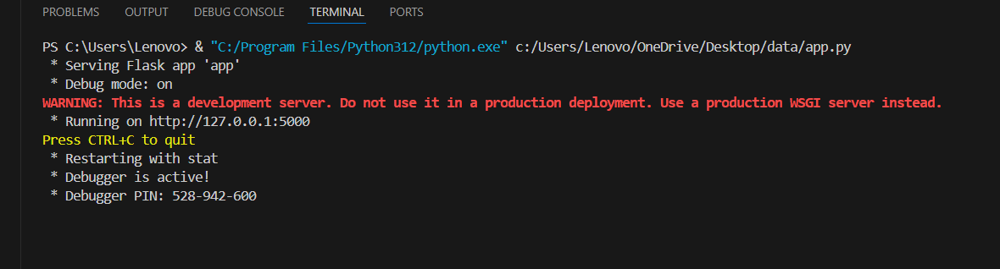 PROBLEMS OUTPUT DEBUG CONSOLE TERMINAL PORTS
PS C:\Users\Lenovo> & "C:/Program Files/Python312/python.exe" c:/Users/Lenovo/OneDrive/Desktop/data/app.py
* Serving Flask app 'app'
* Debug mode: on
WARNING: This is a development server. Do not use it in a production deployment. Use a production WSGI server instead.
* Running on http://127.0.0.1:5000
Press CTRL+C to quit
* Restarting with stat
* Debugger is active!
* Debugger PIN: 528-942-600